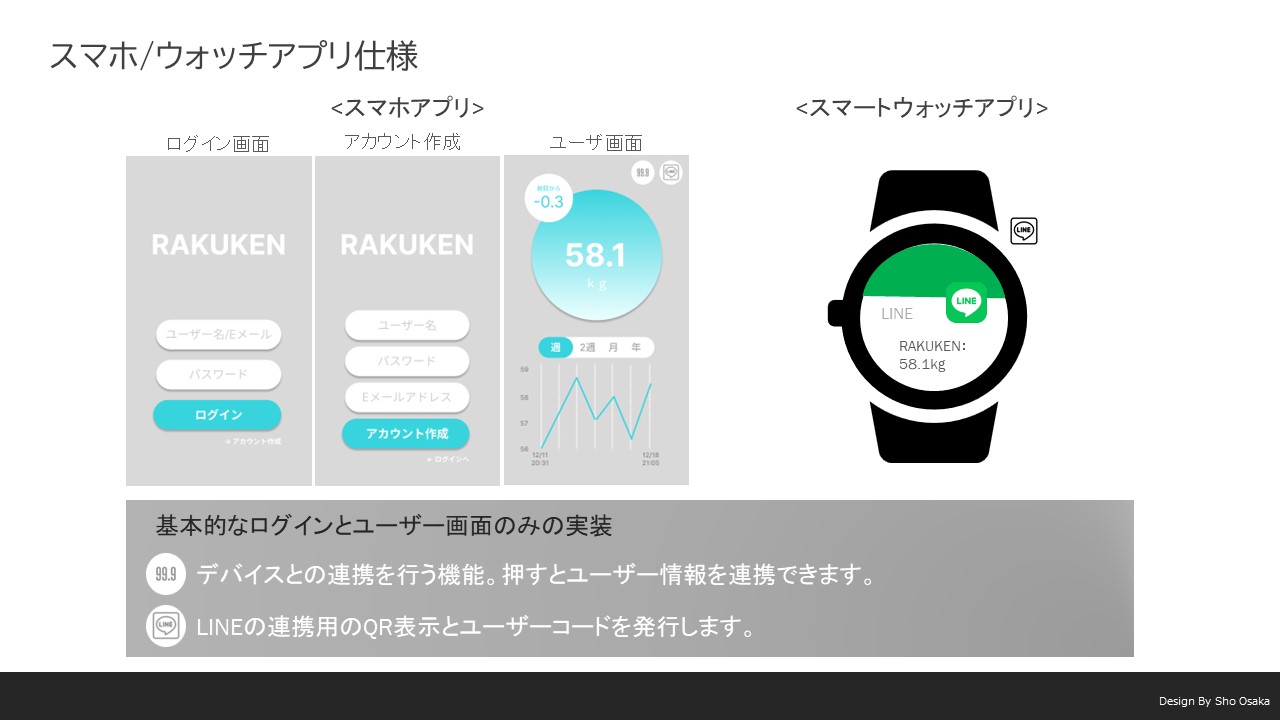 スマホ/ウォッチアプリ仕様
<スマホアプリ>
<スマートウォッチアプリ>
ログイン画面
アカウント作成
ユーザ画面
RAKUKEN
ユーザー名/Eメール
パスワード
ログイン
→ アカウント作成
RAKUKEN
ユーザー名
パスワード
Eメールアドレス
アカウント作成
← ログインへ
99.9
LINE
前回から
-0.3
58.1
kg
週 2週 月 年
59
58
57
56
12/11
20:31
12/18
21:05
LINE
LINE
LINE
RAKUKEN:
58.1kg
基本的なログインとユーザー画面のみの実装
99.9 デバイスとの連携を行う機能。押すとユーザー情報を連携できます。
LINE LINEの連携用のQR表示とユーザーコードを発行します。
Design By Sho Osaka